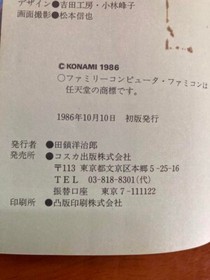 デザイン●吉田工房・小林峰子
画面撮影●松本信也
©KONAMI 1986
○ファミリーコンピュータ・ファミコンは
任天堂の商標です。
1986年10月10日 初版発行
発行者●田鎖洋治郎
発売所●コスカ出版株式会社
〒113 東京都文京区本郷5-25-16
TEL 03-818-8301(代)
振替口座 東京7-111122
印刷所●凸版印刷株式会社